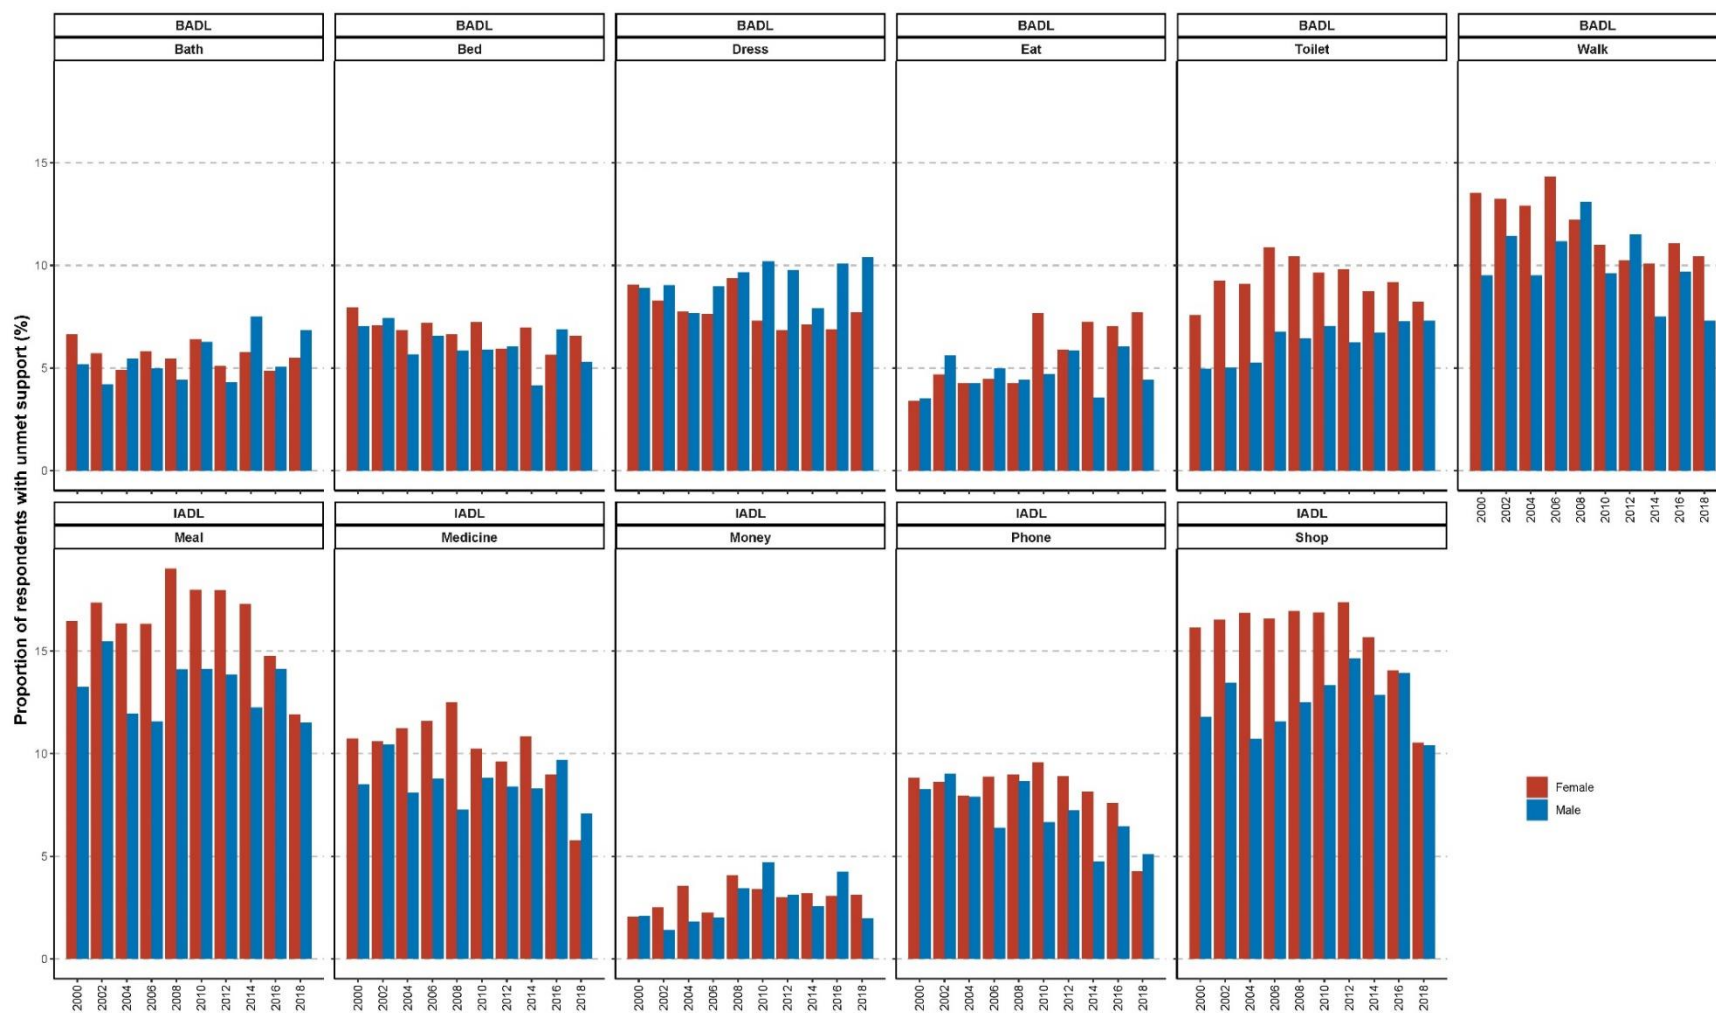 BADL BADL BADL BADL BADL BADL
Bath Bed Dress Eat Toilet Walk
15
10
5
0
2000 2002 2004 2006 2008 2010 2012 2014 2016 2018
IADL IADL IADL IADL IADL
Meal Medicine Money Phone Shop
15
10
5
0
2000 2002 2004 2006 2008 2010 2012 2014 2016 2018 2000 2002 2004 2006 2008 2010 2012 2014 2016 2018 2000 2002 2004 2006 2008 2010 2012 2014 2016 2018 2000 2002 2004 2006 2008 2010 2012 2014 2016 2018 2000 2002 2004 2006 2008 2010 2012 2014 2016 2018
Proportion of respondents with unmet support (%)
Female
Male